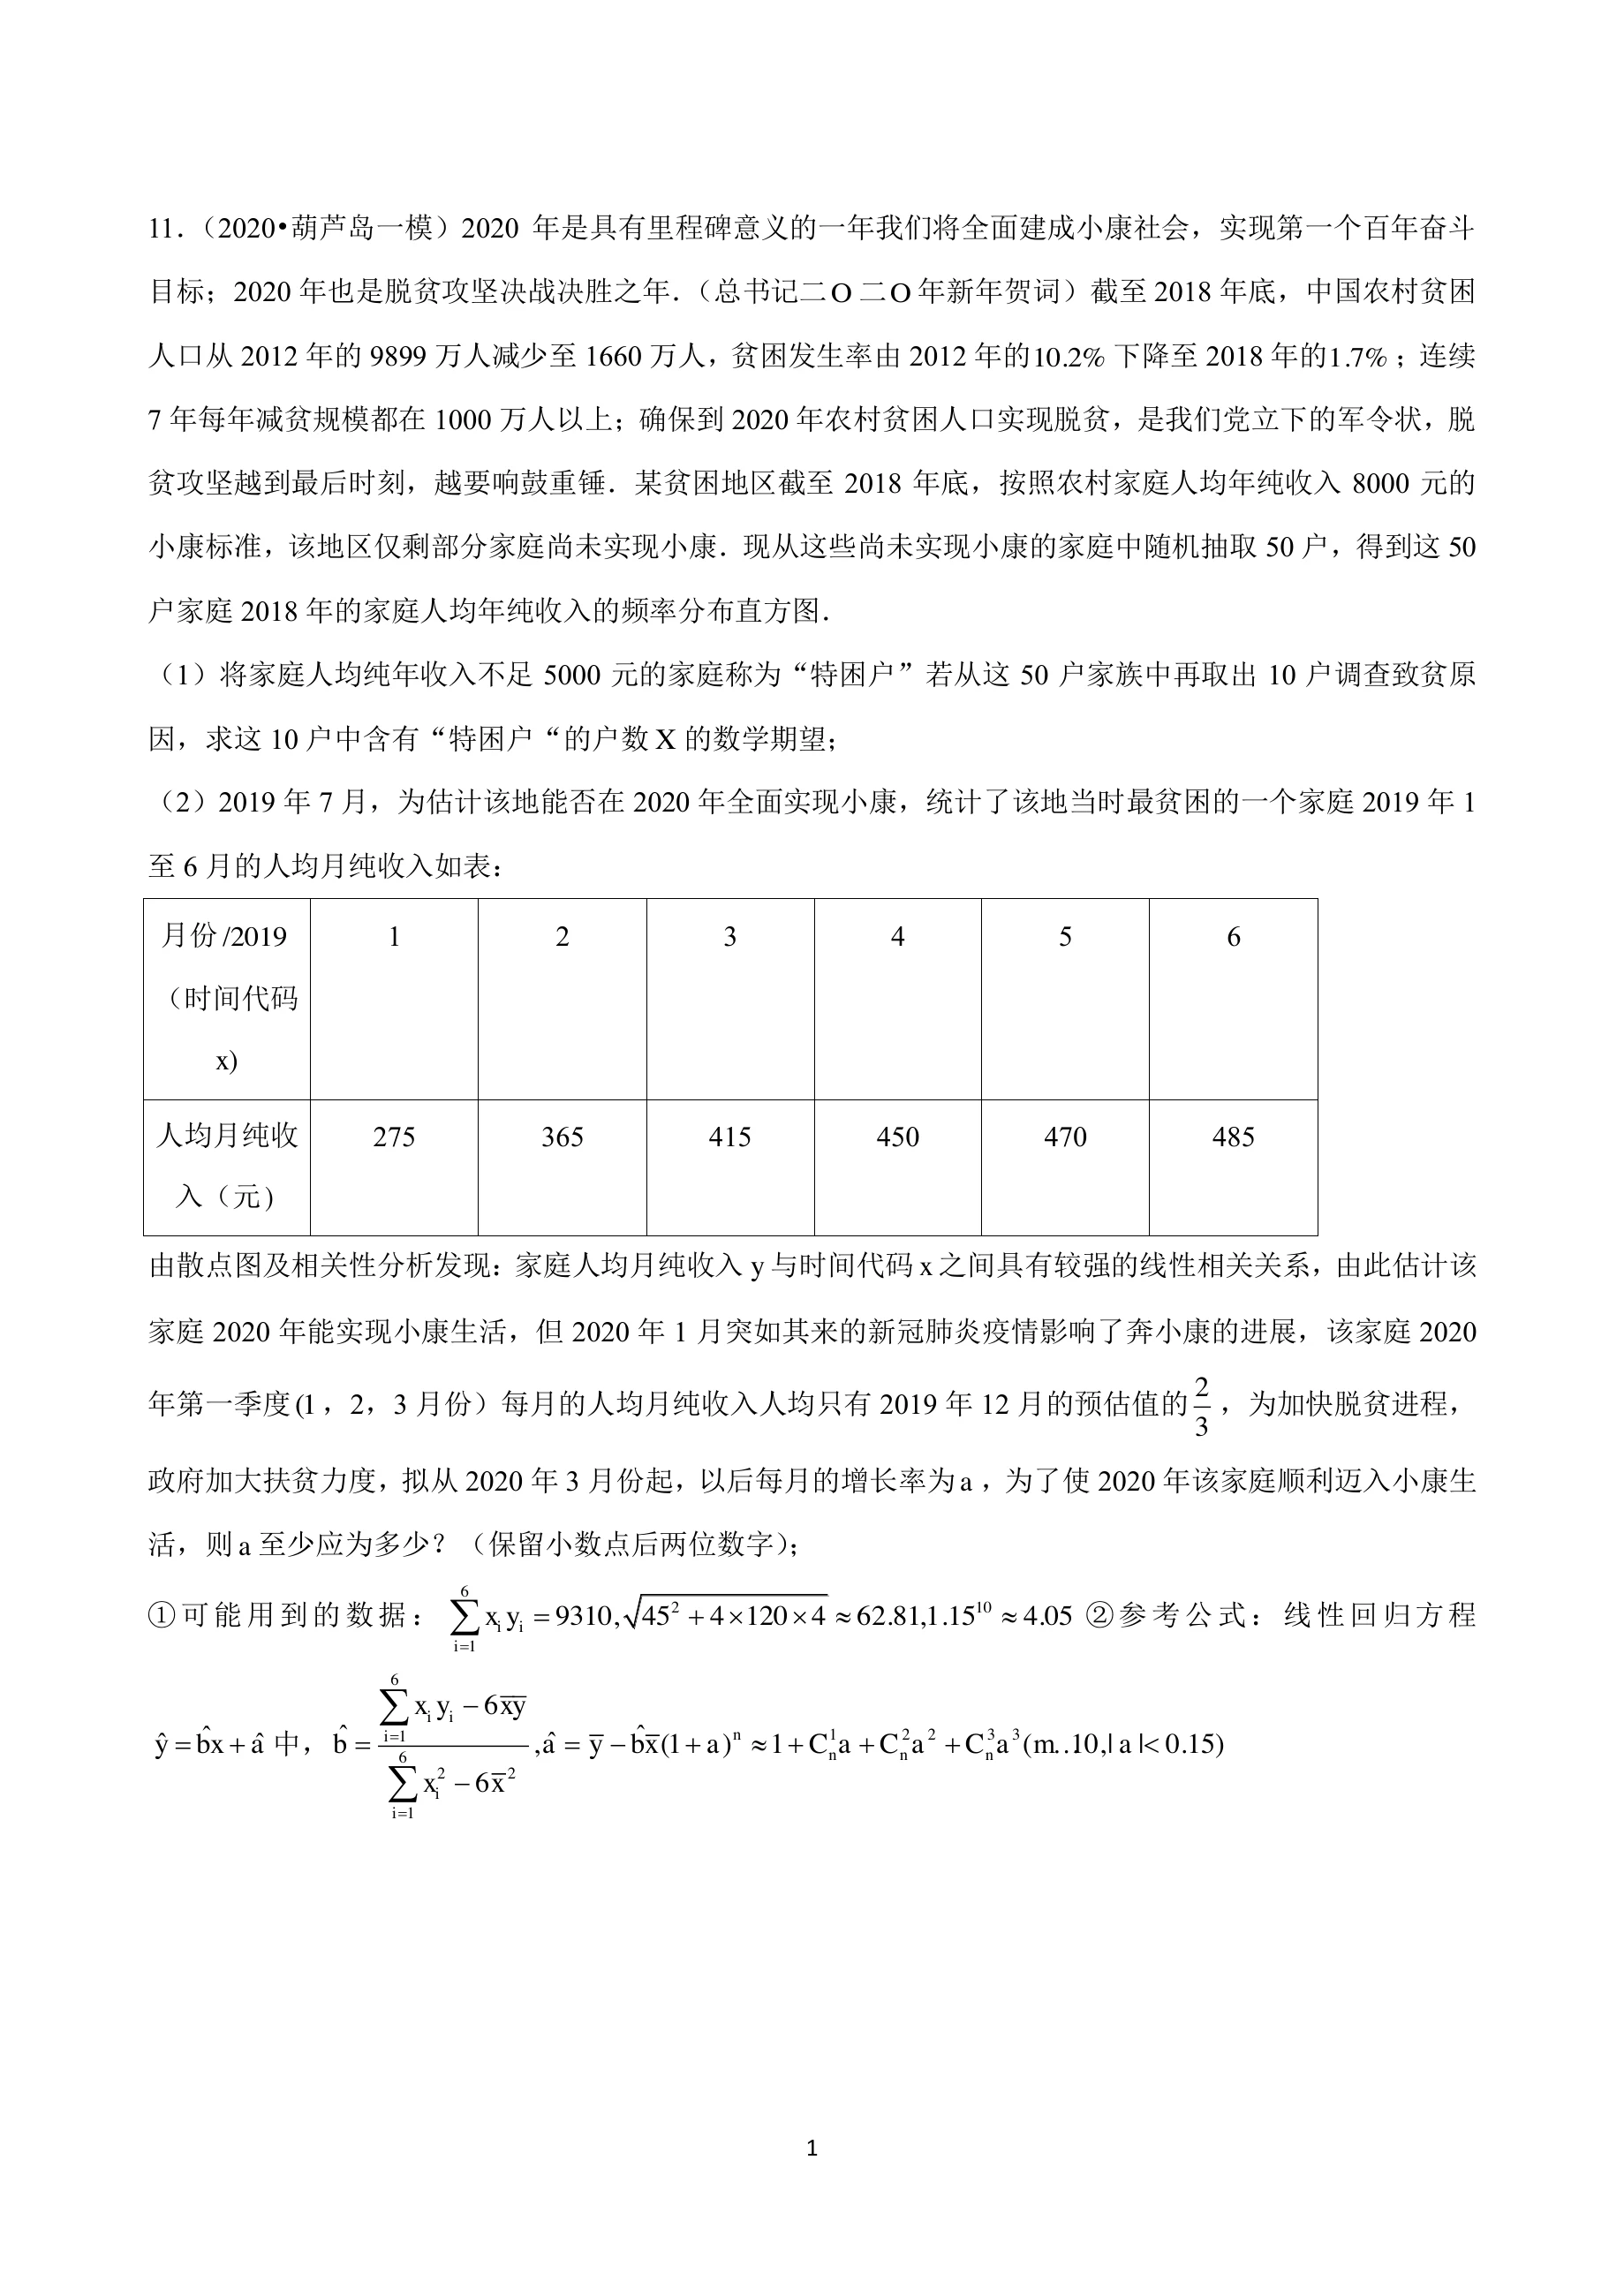 11.（2020•葫芦岛一模）2020 年是具有里程碑意义的一年我们将全面建成小康社会，实现第一个百年奋斗
目标；2020 年也是脱贫攻坚决战决胜之年.（总书记二O二O年新年贺词）截至 2018 年底，中国农村贫困
人口从 2012 年的 9899 万人减少至 1660 万人，贫困发生率由 2012 年的10.2% 下降至 2018 年的1.7%；连续
7 年每年减贫规模都在 1000 万人以上；确保到 2020 年农村贫困人口实现脱贫，是我们党立下的军令状，脱
贫攻坚越到最后时刻，越要响鼓重锤．某贫困地区截至 2018 年底，按照农村家庭人均年纯收入 8000 元的
小康标准，该地区仅剩部分家庭尚未实现小康．现从这些尚未实现小康的家庭中随机抽取 50 户，得到这 50
户家庭 2018 年的家庭人均年纯收入的频率分布直方图．
（1）将家庭人均纯年收入不足 5000 元的家庭称为“特困户”若从这 50 户家族中再取出 10 户调查致贫原
因，求这 10 户中含有“特困户“的户数 X 的数学期望；
（2）2019 年 7 月，为估计该地能否在 2020 年全面实现小康，统计了该地当时最贫困的一个家庭 2019 年 1
至 6 月的人均月纯收入如表：
月份/2019（时间代码x) 1 2 3 4 5 6
人均月纯收入（元) 275 365 415 450 470 485
由散点图及相关性分析发现：家庭人均月纯收入 y 与时间代码 x 之间具有较强的线性相关关系，由此估计该
家庭 2020 年能实现小康生活，但 2020 年 1 月突如其来的新冠肺炎疫情影响了奔小康的进展，该家庭 2020
年第一季度(1，2，3 月份）每月的人均月纯收入人均只有 2019 年 12 月的预估值的 2/3，为加快脱贫进程，
政府加大扶贫力度，拟从 2020 年 3 月份起，以后每月的增长率为 a，为了使 2020 年该家庭顺利迈入小康生
活，则 a 至少应为多少？（保留小数点后两位数字）；
①可能用到的数据：$\sum_{i=1}^{6} x_i y_i = 9310, \sqrt{45^2 + 4 \times 120 \times 4} \approx 62.81, 1.15^{10} \approx 4.05$ ②参考公式：线性回归方程
$\hat{y} = \hat{b}x + \hat{a}$ 中，$\hat{b} = \frac{\sum_{i=1}^{6} x_i y_i - 6\overline{xy}}{\sum_{i=1}^{6} x_i^2 - 6\overline{x}^2}, \hat{a} = \overline{y} - \hat{b}\overline{x}(1+a)^n \approx 1 + C_n^1 a + C_n^2 a^2 + C_n^3 a^3 (m…10, |a| < 0.15)$
1